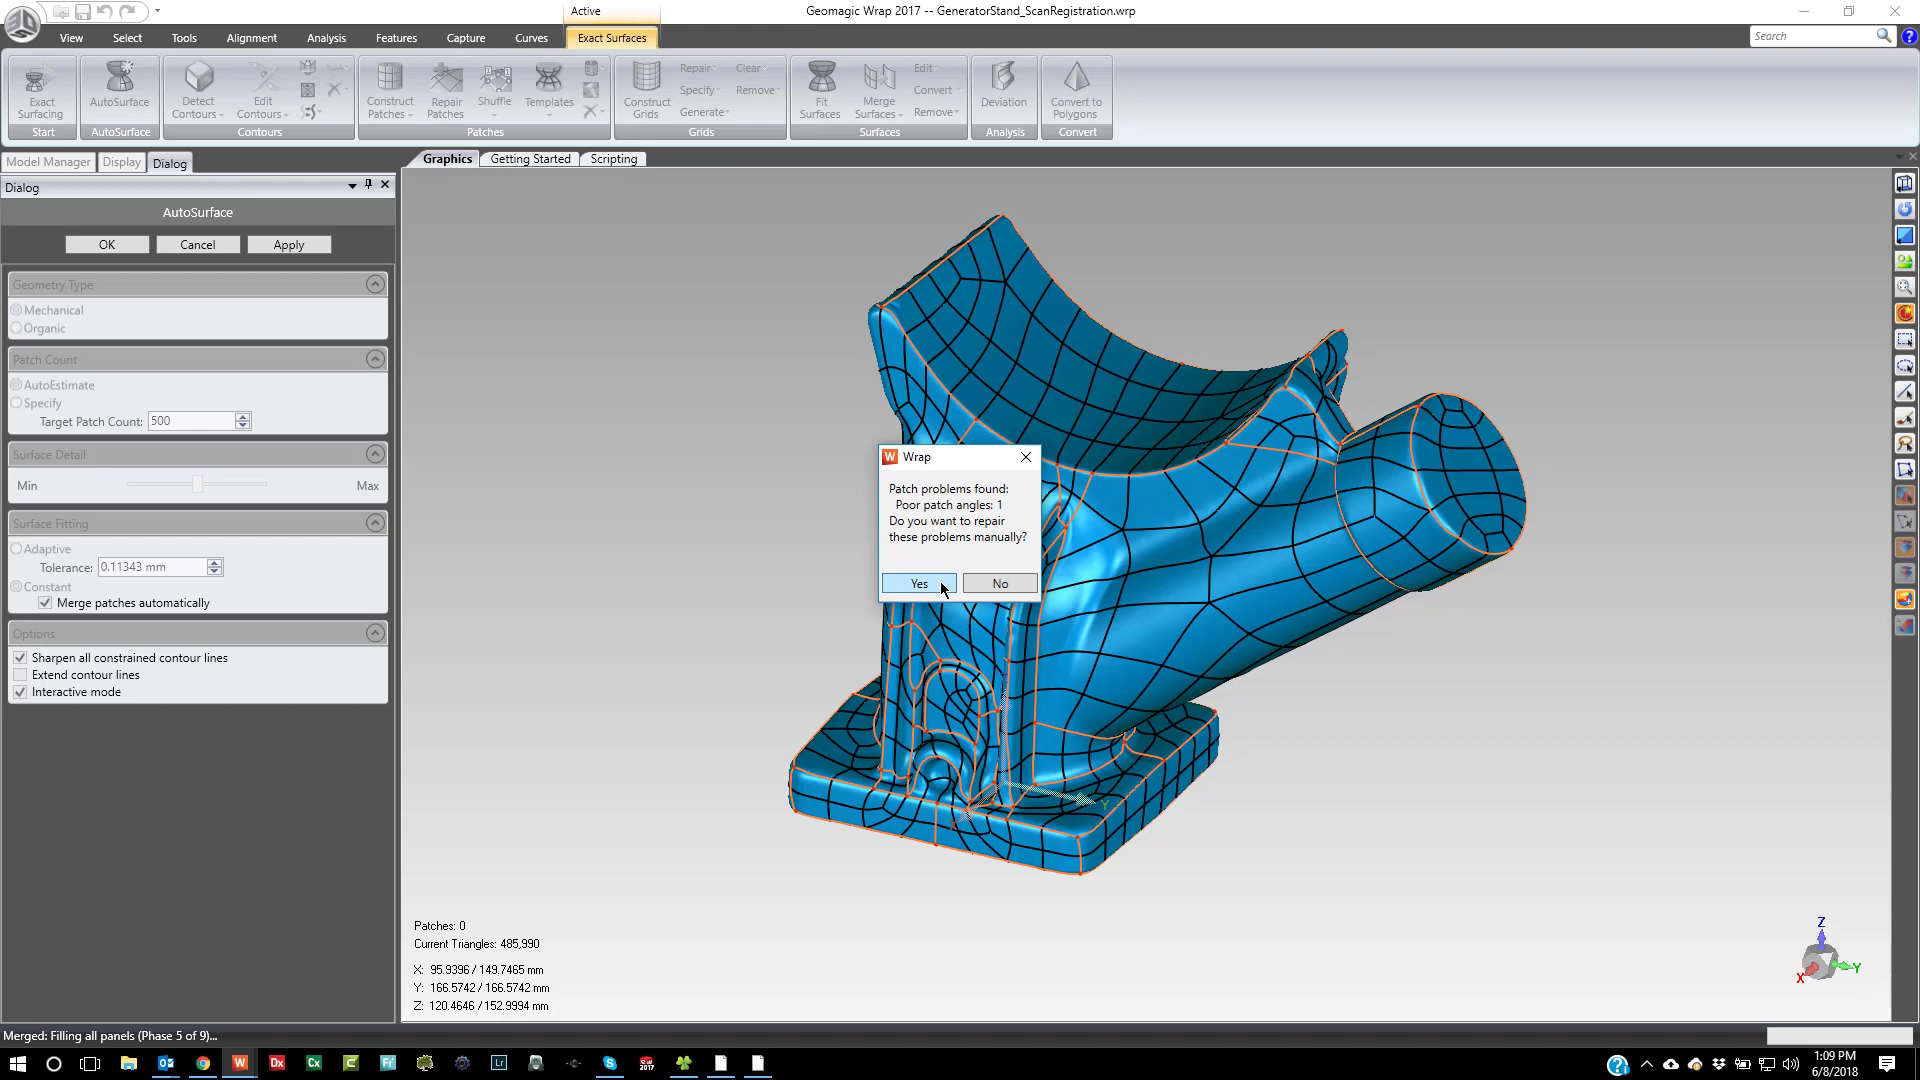 Active
Geomagic Wrap 2017 -- GeneratorStand_ScanRegistration.wrp
View
Select
Tools
Alignment
Analysis
Features
Capture
Curves
Exact Surfaces
Search
Exact Surfacing
AutoSurface
Detect Contours
Edit Contours
Construct Patches
Repair Patches
Shuffle
Templates
Construct Grids
Repair
Specify
Generate
Clear
Remove
Fit Surfaces
Merge Surfaces
Edit
Convert
Remove
Deviation
Convert to Polygons
Start
AutoSurface
Contours
Patches
Grids
Surfaces
Analysis
Convert
Model Manager
Display
Dialog
Graphics
Getting Started
Scripting
Dialog
AutoSurface
OK
Cancel
Apply
Geometry Type
Mechanical
Organic
Patch Count
AutoEstimate
Specify
Target Patch Count: 500
Surface Detail
Min
Max
Surface Fitting
Adaptive
Tolerance: 0.11343 mm
Constant
Merge patches automatically
Options
Sharpen all constrained contour lines
Extend contour lines
Interactive mode
Wrap
Patch problems found:
Poor patch angles: 1
Do you want to repair
these problems manually?
Yes
No
Y
Patches: 0
Current Triangles: 485,990
X: 95.9396 / 149.7465 mm
Y: 166.5742 / 166.5742 mm
Z: 120.4646 / 152.9994 mm
Z
Y
X
Merged: Filling all panels (Phase 5 of 9)...
W
Dx
Cx
Lr
2017
1:09 PM
6/8/2018